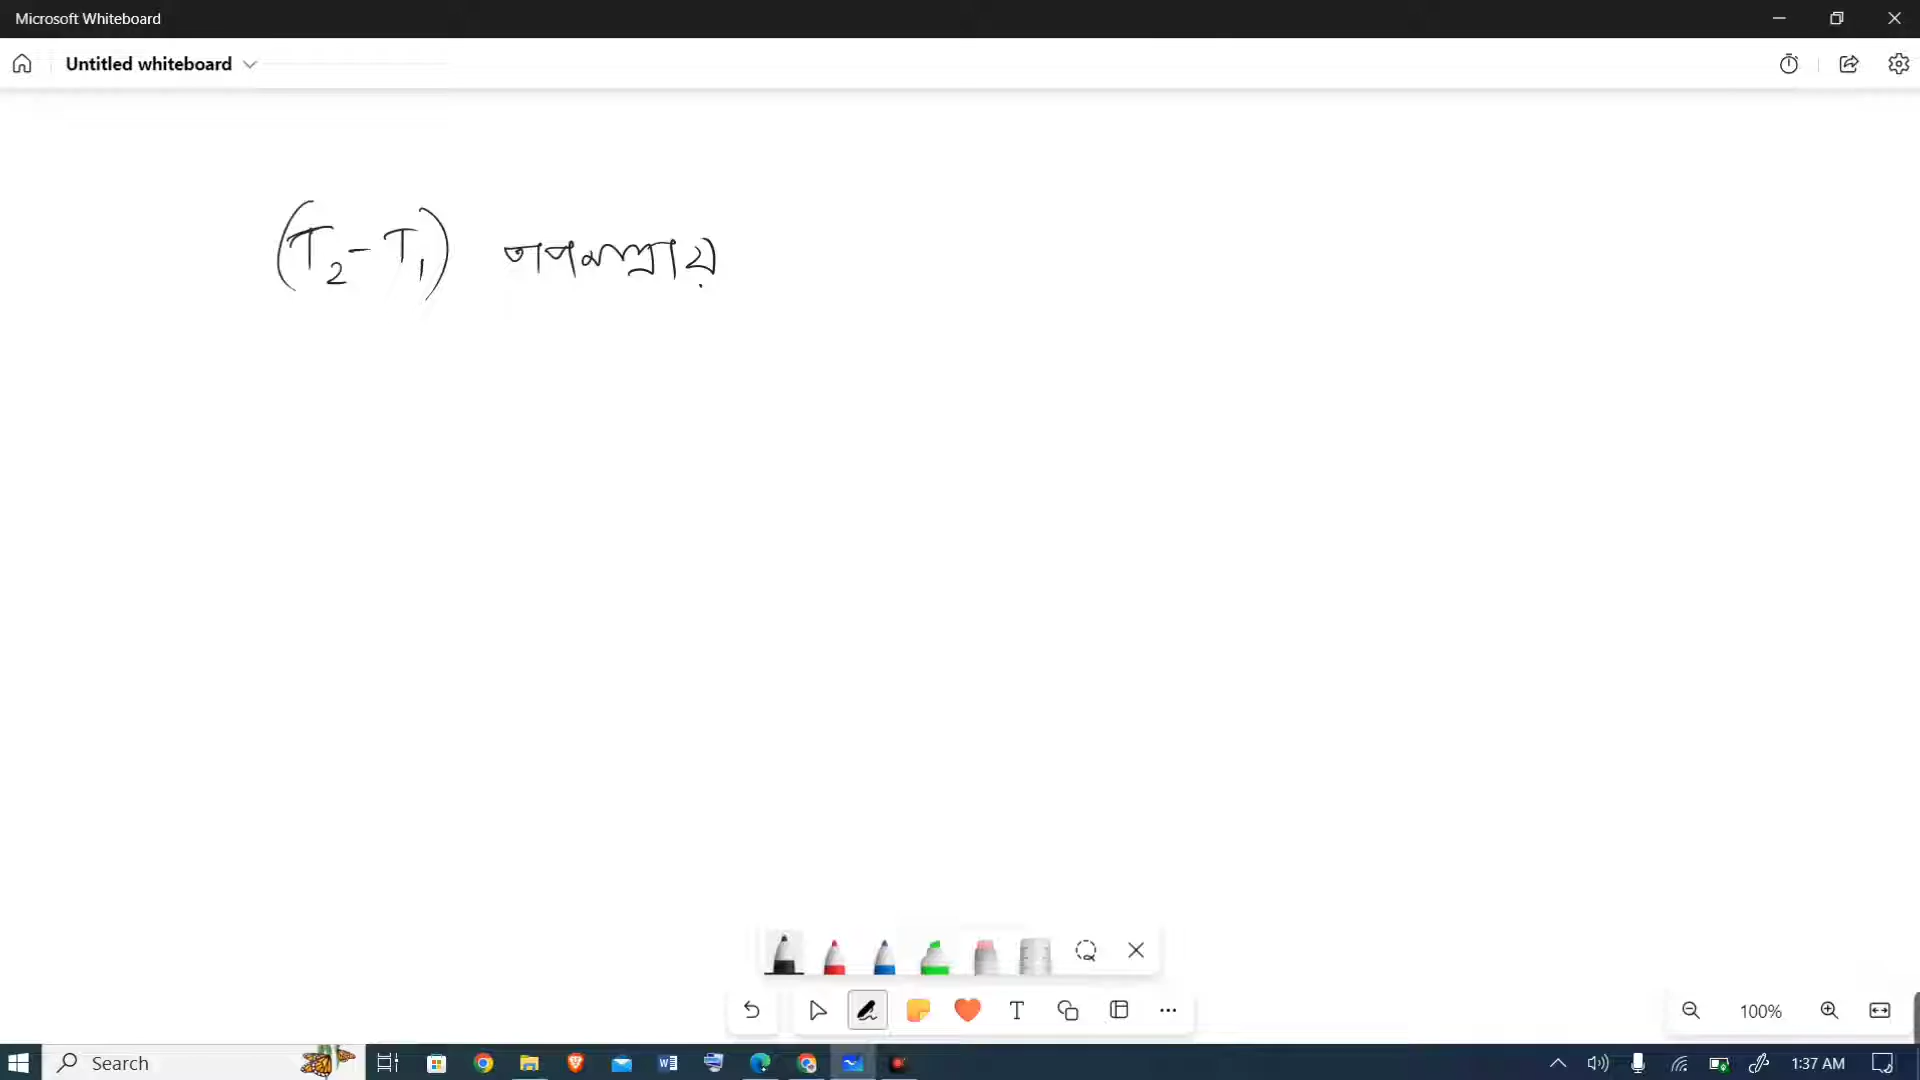 Microsoft Whiteboard
Untitled whiteboard
(T₂ - T₁) তাপমাত্রায়
100%
Search
1:37 AM